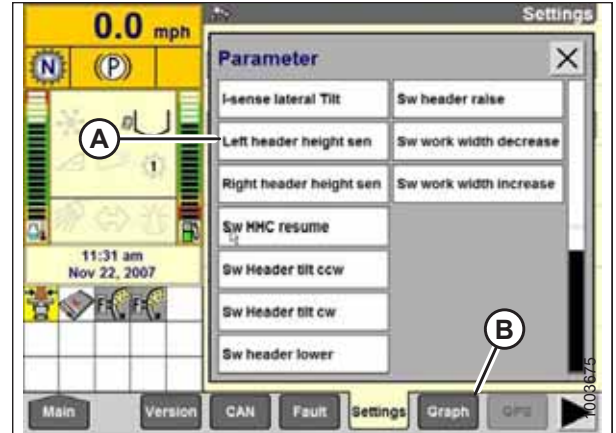 0.0 mph
Settings
N
(P)
Parameter
I-sense lateral Tilt
Sw header raise
A
Left header height sen
Sw work width decrease
Right header height sen
Sw work width increase
(1)
Sw HHC resume
11:31 am
Nov 22, 2007
Sw Header tilt ccw
Sw Header tilt cw
B
Sw header lower
Main
Version
CAN
Fault
Settings
Graph
GPS
1003675